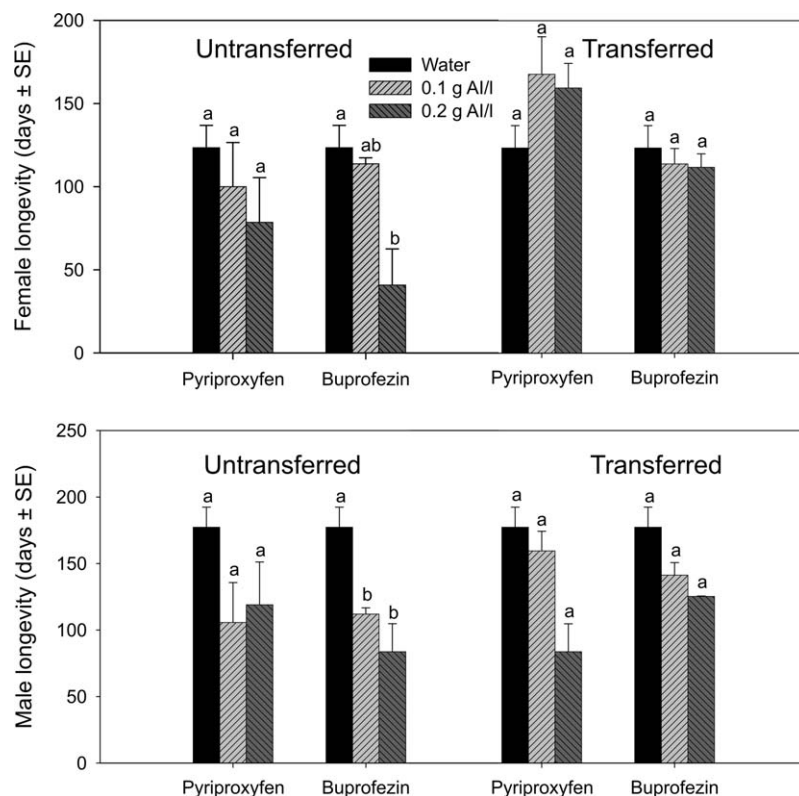 Female longevity (days ± SE)
200
150
100
50
0
Untransferred
Transferred
Water
0.1 g AI/l
0.2 g AI/l
a a a a ab b a a a a a a
Pyriproxyfen Buprofezin Pyriproxyfen Buprofezin
Male longevity (days ± SE)
250
200
150
100
50
0
Untransferred
Transferred
a a a a b b a a a a a a
Pyriproxyfen Buprofezin Pyriproxyfen Buprofezin